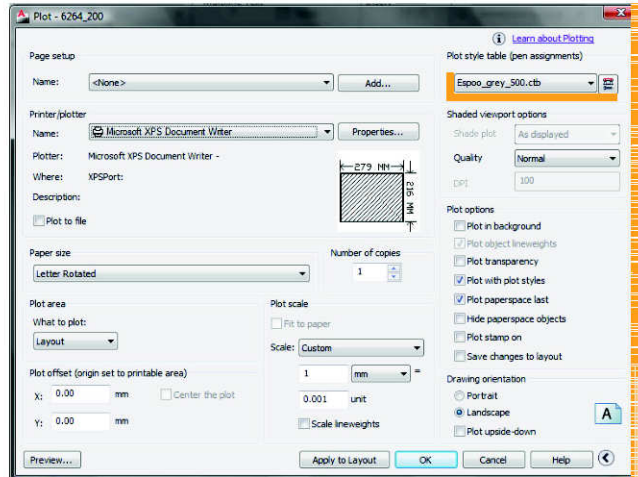 Plot - 6264_200
Learn about Plotting
Page setup
Name: <None> Add...
Plot style table (pen assignments)
Espoo_grey_500.ctb
Printer/plotter
Name: Microsoft XPS Document Writer Properties...
Plotter: Microsoft XPS Document Writer -
Where: XPSPort:
Description:
Plot to file
279 MM
216 MM
Shaded viewport options
Shade plot As displayed
Quality Normal
DPI 100
Paper size
Letter Rotated
Number of copies
1
Plot area
What to plot:
Layout
Plot scale
Fit to paper
Scale: Custom
1 mm =
0.001 unit
Scale lineweights
Plot offset (origin set to printable area)
X: 0.00 mm Center the plot
Y: 0.00 mm
Plot options
Plot in background
Plot object lineweights
Plot transparency
Plot with plot styles
Plot paperspace last
Hide paperspace objects
Plot stamp on
Save changes to layout
Drawing orientation
Portrait
Landscape
Plot upside-down
A
Preview... Apply to Layout OK Cancel Help